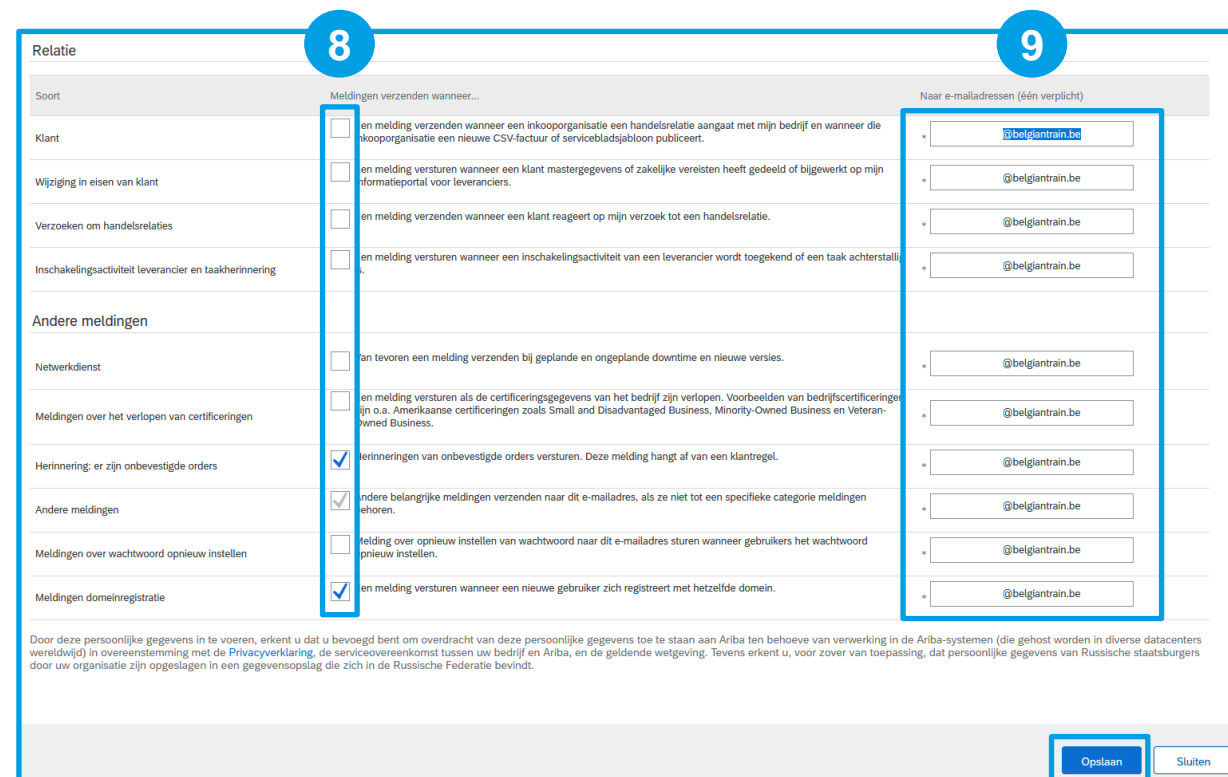 8
9
Relatie
Soort
Meldingen verzenden wanneer...
Naar e-mailadressen (één verplicht)
Klant
en melding verzenden wanneer een inkooporganisatie een handelsrelatie aangaat met mijn bedrijf en wanneer die
nkooporganisatie een nieuwe CSV-factuur of servicebladsjabloon publiceert.
* @belgiantrain.be
Wijziging in eisen van klant
en melding versturen wanneer een klant mastergegevens of zakelijke vereisten heeft gedeeld of bijgewerkt op mijn
nformatieportal voor leveranciers.
* @belgiantrain.be
Verzoeken om handelsrelaties
en melding verzenden wanneer een klant reageert op mijn verzoek tot een handelsrelatie.
* @belgiantrain.be
Inschakelingsactiviteit leverancier en taakherinnering
en melding versturen wanneer een inschakelingsactiviteit van een leverancier wordt toegekend of een taak achterstallig
s.
* @belgiantrain.be
Andere meldingen
Netwerkdienst
Van tevoren een melding verzenden bij geplande en ongeplande downtime en nieuwe versies.
* @belgiantrain.be
Meldingen over het verlopen van certificeringen
en melding versturen als de certificeringsgegevens van het bedrijf zijn verlopen. Voorbeelden van bedrijfscertificeringen
ijn o.a. Amerikaanse certificeringen zoals Small and Disadvantaged Business, Minority-Owned Business en Veteran-
Owned Business.
* @belgiantrain.be
Herinnering: er zijn onbevestigde orders
Herinneringen van onbevestigde orders versturen. Deze melding hangt af van een klantregel.
* @belgiantrain.be
Andere meldingen
Andere belangrijke meldingen verzenden naar dit e-mailadres, als ze niet tot een specifieke categorie meldingen
ehoren.
* @belgiantrain.be
Meldingen over wachtwoord opnieuw instellen
Melding over opnieuw instellen van wachtwoord naar dit e-mailadres sturen wanneer gebruikers het wachtwoord
opnieuw instellen.
* @belgiantrain.be
Meldingen domeinregistratie
en melding versturen wanneer een nieuwe gebruiker zich registreert met hetzelfde domein.
* @belgiantrain.be
Door deze persoonlijke gegevens in te voeren, erkent u dat u bevoegd bent om overdracht van deze persoonlijke gegevens toe te staan aan Ariba ten behoeve van verwerking in de Ariba-systemen (die gehost worden in diverse datacenters
wereldwijd) in overeenstemming met de Privacyverklaring, de serviceovereenkomst tussen uw bedrijf en Ariba, en de geldende wetgeving. Tevens erkent u, voor zover van toepassing, dat persoonlijke gegevens van Russische staatsburgers
door uw organisatie zijn opgeslagen in een gegevensopslag die zich in de Russische Federatie bevindt.
Opslaan
Sluiten